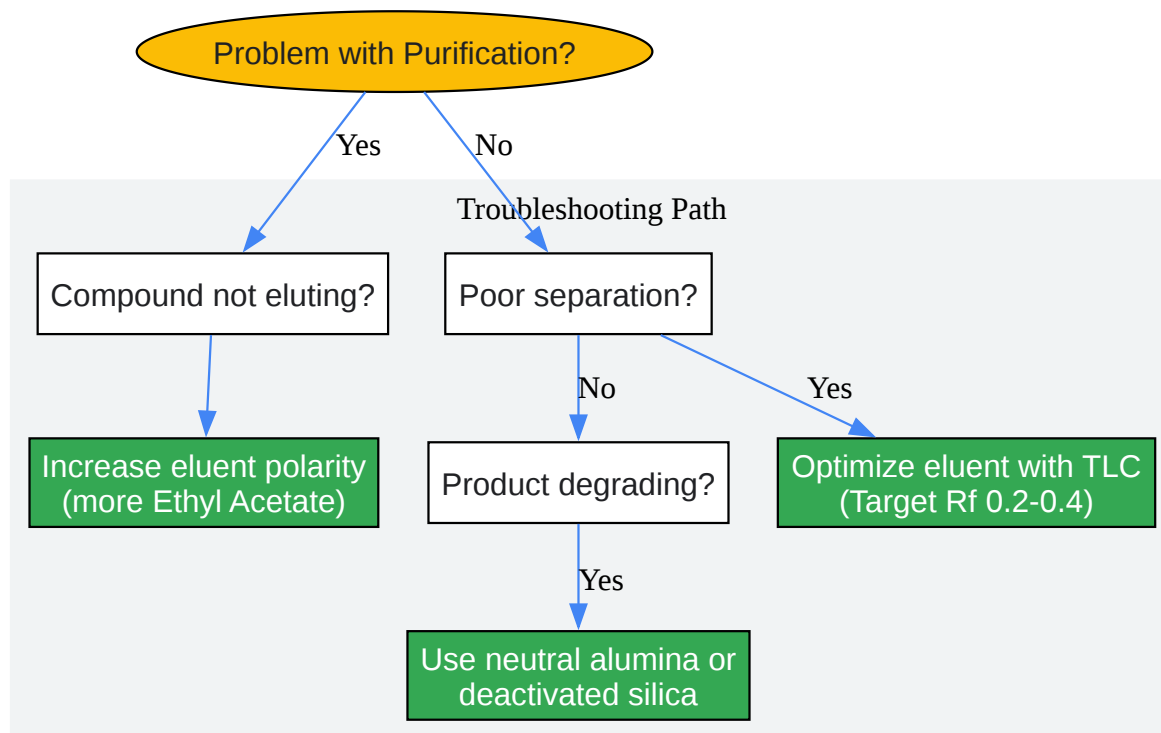 Problem with Purification?
Yes
No
Troubleshooting Path
Compound not eluting?
Poor separation?
No
Yes
Increase eluent polarity
(more Ethyl Acetate)
Product degrading?
Optimize eluent with TLC
(Target Rf 0.2-0.4)
Yes
Use neutral alumina or
deactivated silica